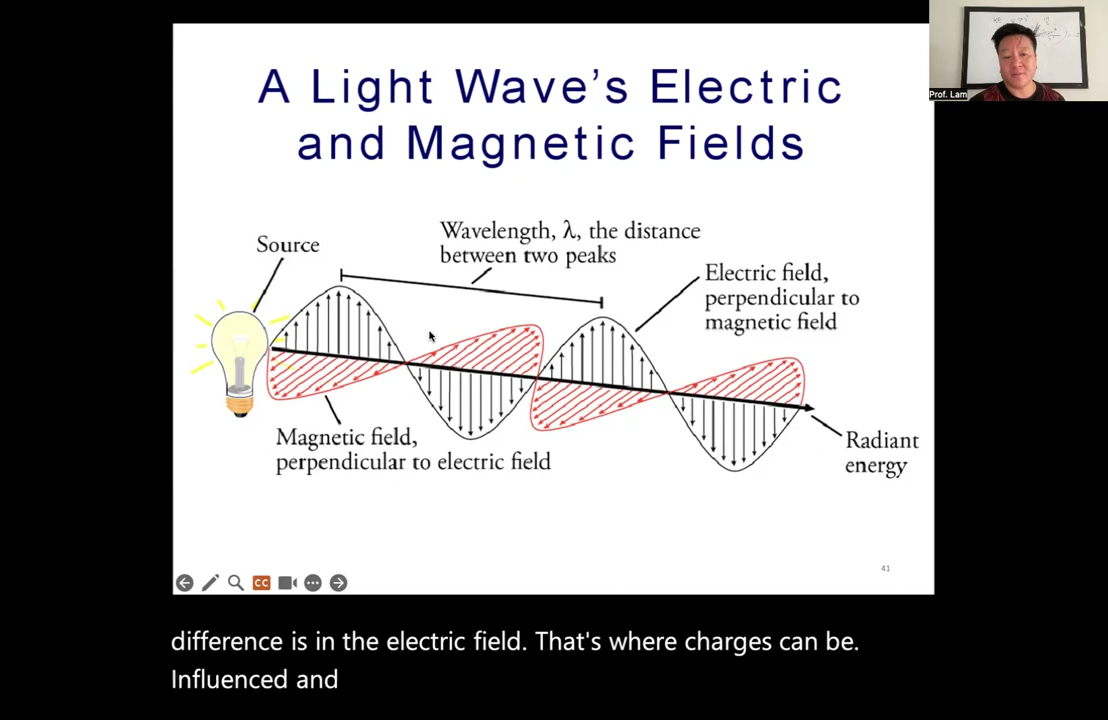 A Light Wave's Electric
and Magnetic Fields
Prof. Lam
Source
Wavelength, λ, the distance
between two peaks
Electric field,
perpendicular to
magnetic field
Magnetic field,
perpendicular to electric field
Radiant
energy
41
CC
difference is in the electric field. That's where charges can be.
Influenced and